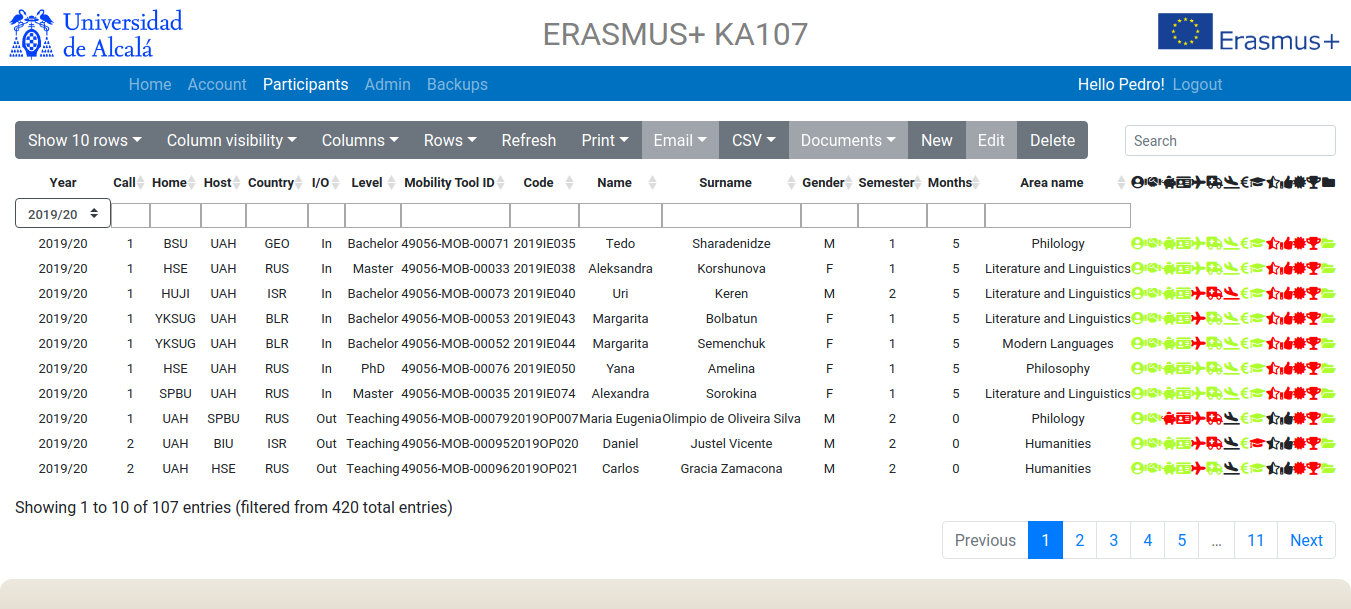 Universidad
de Alcalá
ERASMUS+ KA107
Erasmus+
Home Account Participants Admin Backups Hello Pedro! Logout
Show 10 rows Column visibility Columns Rows Refresh Print Email CSV Documents New Edit Delete Search
Year Call Home Host Country I/O Level Mobility Tool ID Code Name Surname Gender Semester Months Area name
2019/20
2019/20 1 BSU UAH GEO In Bachelor 49056-MOB-00071 2019IE035 Tedo Sharadenidze M 1 5 Philology
2019/20 1 HSE UAH RUS In Master 49056-MOB-00033 2019IE038 Aleksandra Korshunova F 1 5 Literature and Linguistics
2019/20 1 HUJI UAH ISR In Bachelor 49056-MOB-00073 2019IE040 Uri Keren M 2 5 Literature and Linguistics
2019/20 1 YKSUG UAH BLR In Bachelor 49056-MOB-00053 2019IE043 Margarita Bolbatun F 1 5 Literature and Linguistics
2019/20 1 YKSUG UAH BLR In Bachelor 49056-MOB-00052 2019IE044 Margarita Semenchuk F 1 5 Modern Languages
2019/20 1 HSE UAH RUS In PhD 49056-MOB-00076 2019IE050 Yana Amelina F 1 5 Philosophy
2019/20 1 SPBU UAH RUS In Master 49056-MOB-00035 2019IE074 Alexandra Sorokina F 1 5 Literature and Linguistics
2019/20 1 UAH SPBU RUS Out Teaching 49056-MOB-00079 2019OP007 Maria Eugenia Olimpio de Oliveira Silva M 2 0 Philology
2019/20 2 UAH BIU ISR Out Teaching 49056-MOB-00095 2019OP020 Daniel Justel Vicente M 2 0 Humanities
2019/20 2 UAH HSE RUS Out Teaching 49056-MOB-00096 2019OP021 Carlos Gracia Zamacona M 2 0 Humanities
Showing 1 to 10 of 107 entries (filtered from 420 total entries)
Previous 1 2 3 4 5 … 11 Next